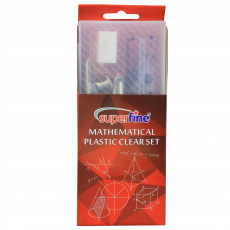 superfine®
MATHEMATICAL
PLASTIC CLEAR SET